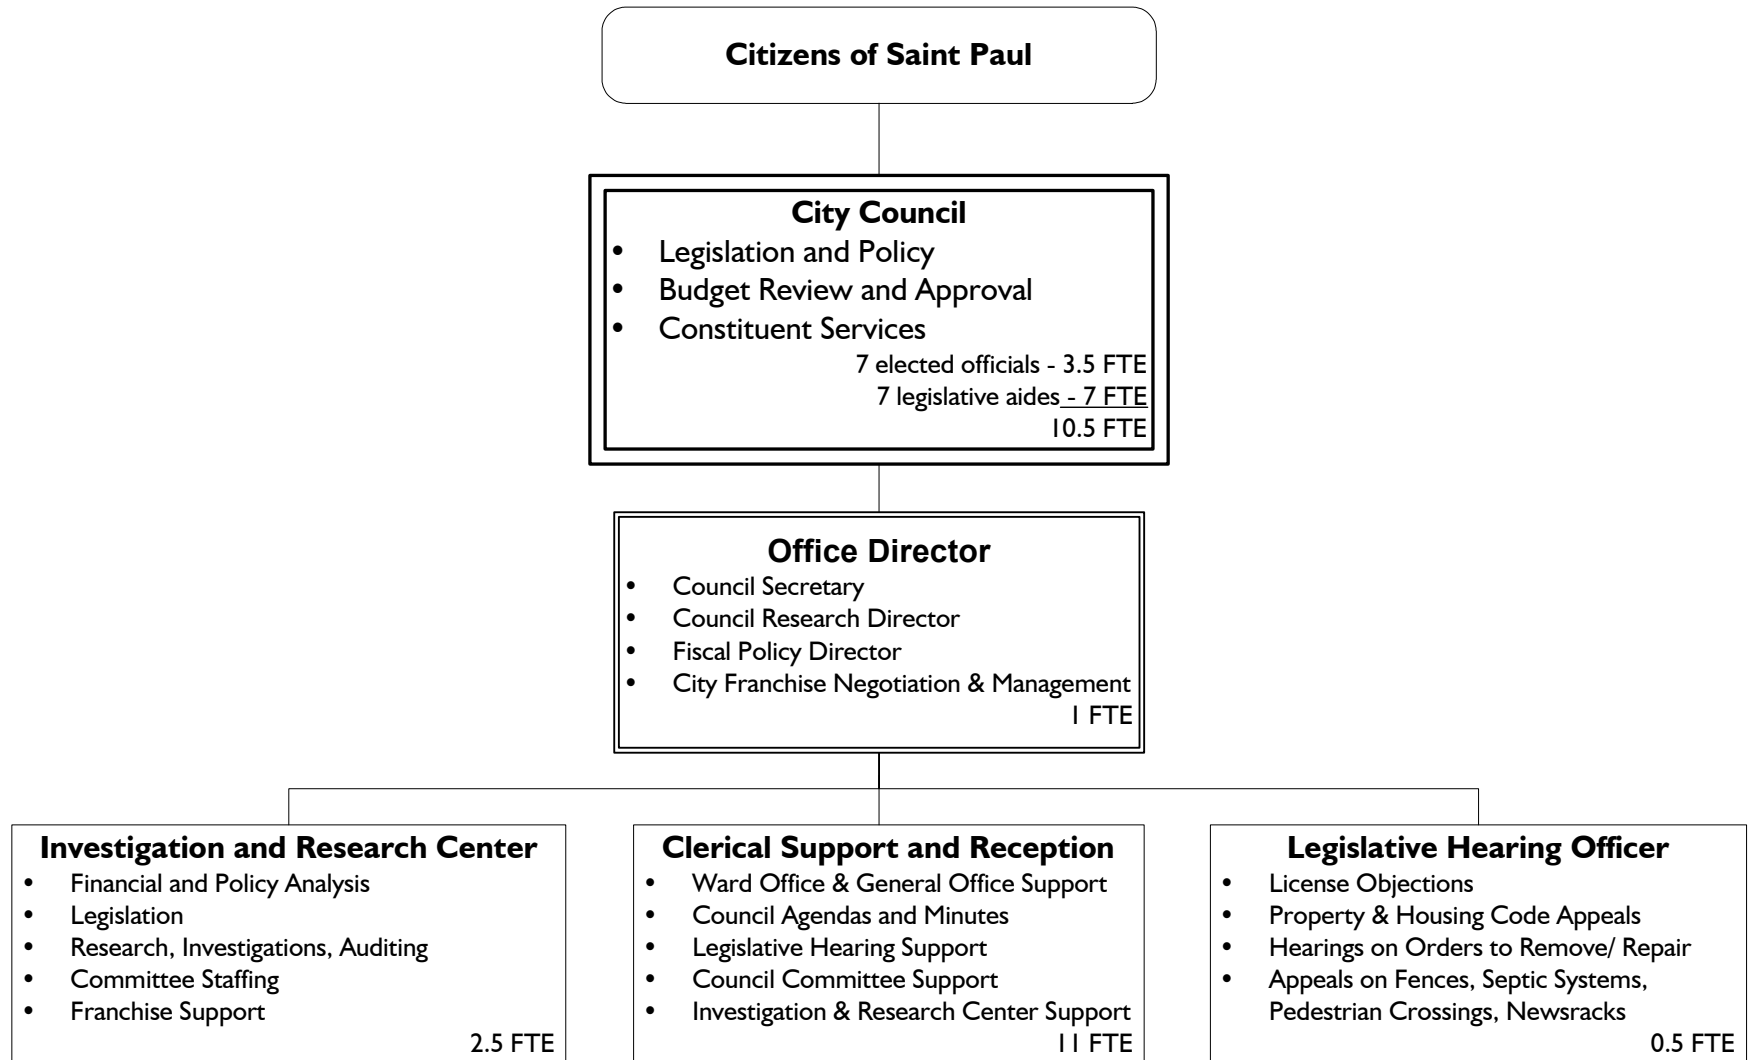 Citizens of Saint Paul
City Council
• Legislation and Policy
• Budget Review and Approval
• Constituent Services
7 elected officials - 3.5 FTE
7 legislative aides - 7 FTE
10.5 FTE
Office Director
• Council Secretary
• Council Research Director
• Fiscal Policy Director
• City Franchise Negotiation & Management
1 FTE
Investigation and Research Center
• Financial and Policy Analysis
• Legislation
• Research, Investigations, Auditing
• Committee Staffing
• Franchise Support
2.5 FTE
Clerical Support and Reception
• Ward Office & General Office Support
• Council Agendas and Minutes
• Legislative Hearing Support
• Council Committee Support
• Investigation & Research Center Support
11 FTE
Legislative Hearing Officer
• License Objections
• Property & Housing Code Appeals
• Hearings on Orders to Remove/ Repair
• Appeals on Fences, Septic Systems,
Pedestrian Crossings, Newsracks
0.5 FTE